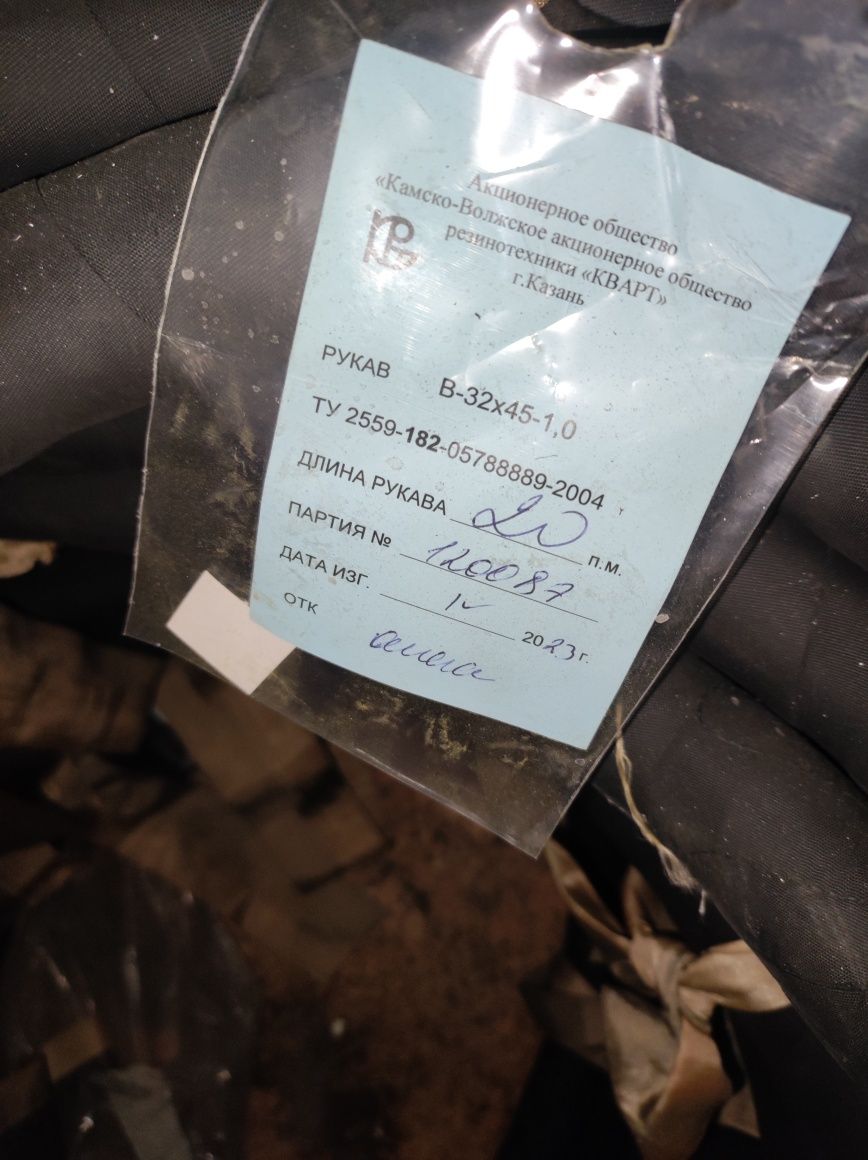 Акционерное общество
«Камско-Волжское акционерное общество
резинотехники «КВАРТ»
г.Казань
РУКАВ В-32х45-1,0
ТУ 2559-182-05788889-2004
ДЛИНА РУКАВА 20 п.м.
ПАРТИЯ № 120087
ДАТА ИЗГ. 2023 г.
ОТК